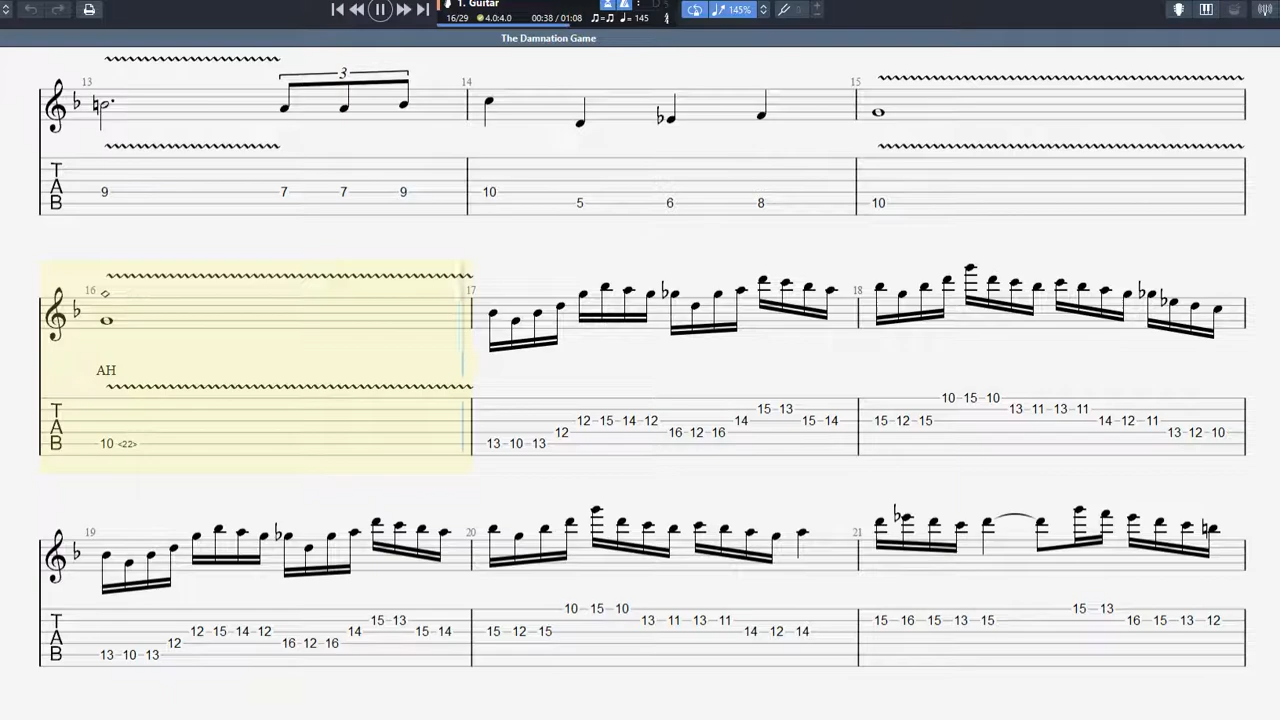 1. Guitar
16/29 4.0:4.0 00:38 / 01:08 ♫=♫ ♩= 145 145%
The Damnation Game
13 3 14 15
T
A
B
9 7 7 9 10 5 6 8 10
16 17 18
AH
T
A
B
10 <22> 13 10 13 12 12 15 14 12 16 12 16 14 15 13 15 14 15 12 15 10 15 10 13 11 13 11 14 12 11 13 12 10
19 20 21
T
A
B
13 10 13 12 12 15 14 12 16 12 16 14 15 13 15 14 15 12 15 10 15 10 13 11 13 11 14 12 14 15 16 15 13 15 15 13 16 15 13 12